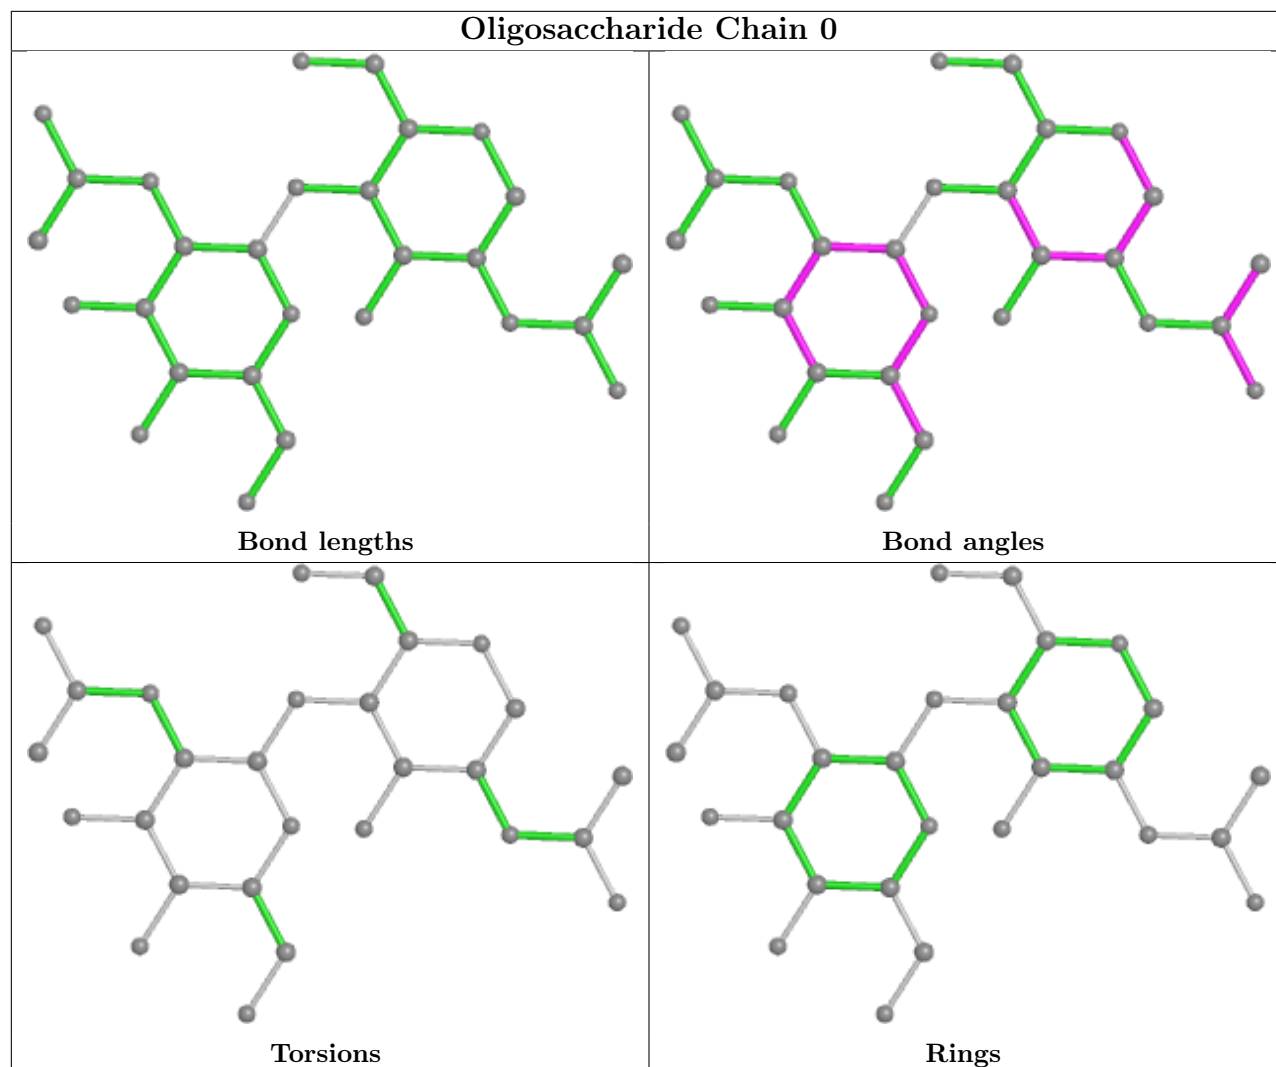 Oligosaccharide Chain 0
Bond lengths
Bond angles
Torsions
Rings